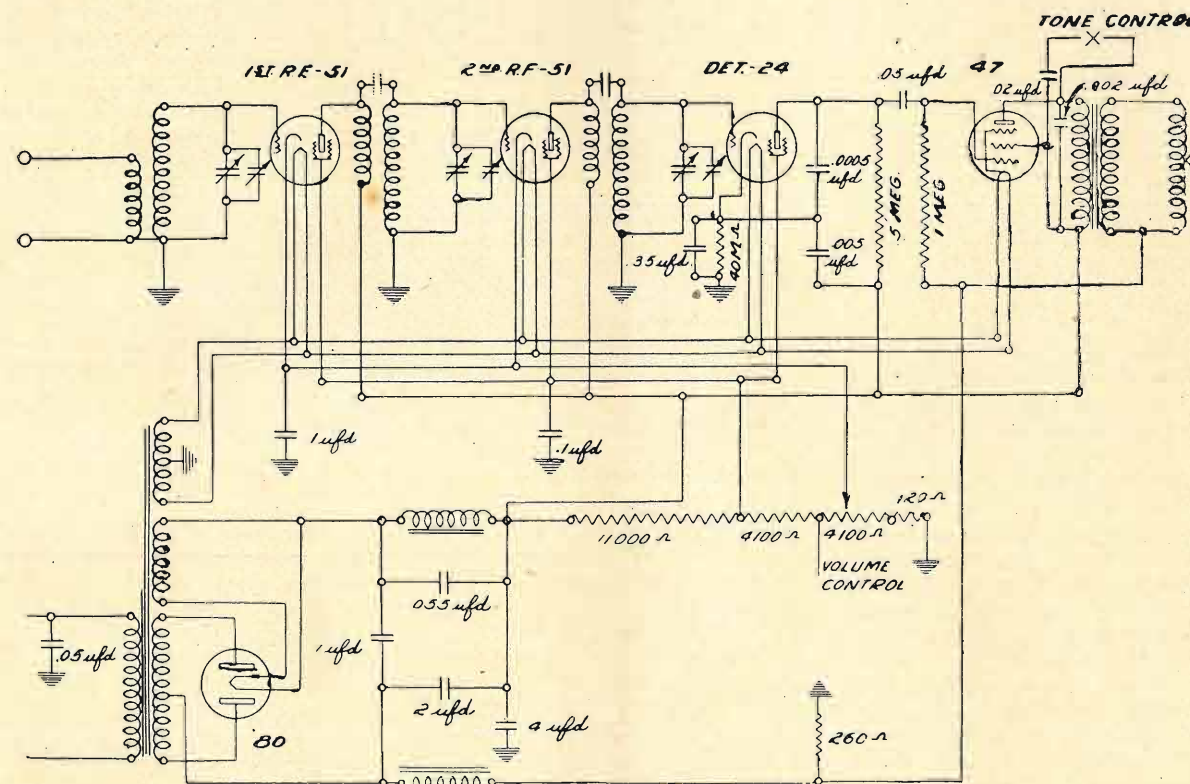 TONE CONTROL
1ST R.F.-51
2ND R.F-51
DET.-24
.05 ufd
47
.02 ufd
.002 ufd
.0005
ufd
.5 MEG.
1 MEG.
.35 ufd
40 M Ω
.005
ufd
1 ufd
.1 ufd
120 Ω
11000 Ω
4100 Ω
4100 Ω
VOLUME
CONTROL
.055 ufd
.05 ufd
1 ufd
2 ufd
4 ufd
80
260 Ω